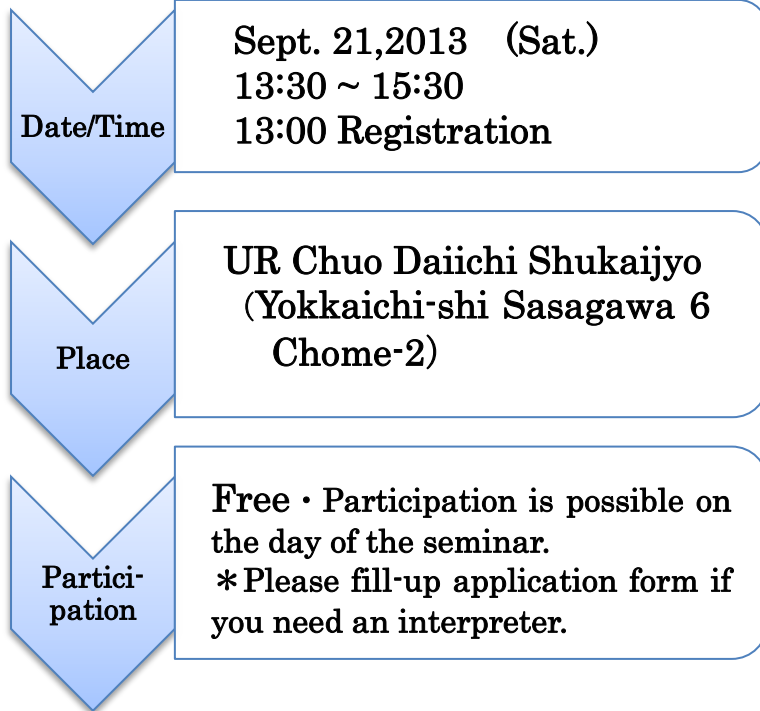 Date/Time
Sept. 21,2013 (Sat.)
13:30 ~ 15:30
13:00 Registration
Place
UR Chuo Daiichi Shukaijyo
(Yokkaichi-shi Sasagawa 6
Chome-2)
Partici-
pation
Free・Participation is possible on
the day of the seminar.
＊Please fill-up application form if
you need an interpreter.